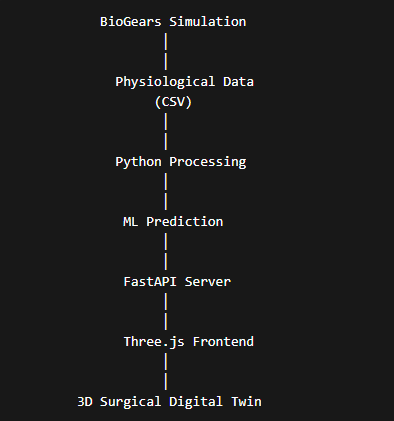 BioGears Simulation
Physiological Data
(CSV)
Python Processing
ML Prediction
FastAPI Server
Three.js Frontend
3D Surgical Digital Twin